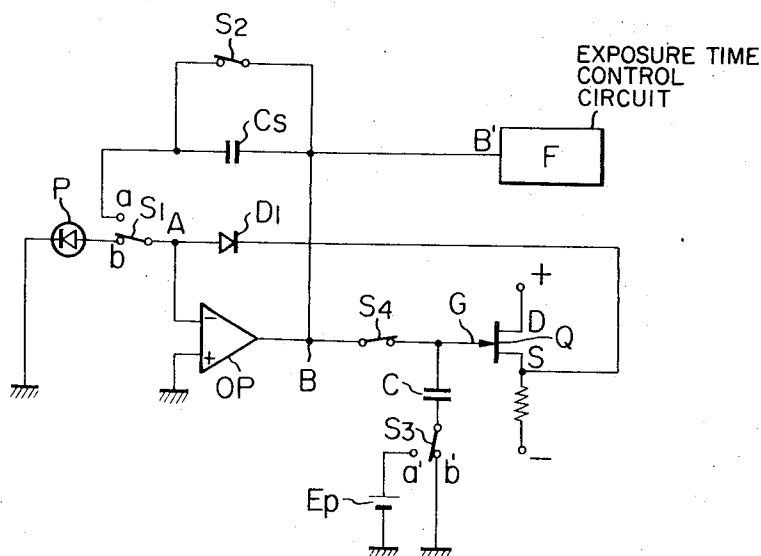 S2
EXPOSURE TIME
CONTROL
CIRCUIT
Cs
B'
F
P
a
S1
A
D1
b
+
S4
G
D
Q
S
−
+
OP
B
C
−
S3
a'
b'
Ep